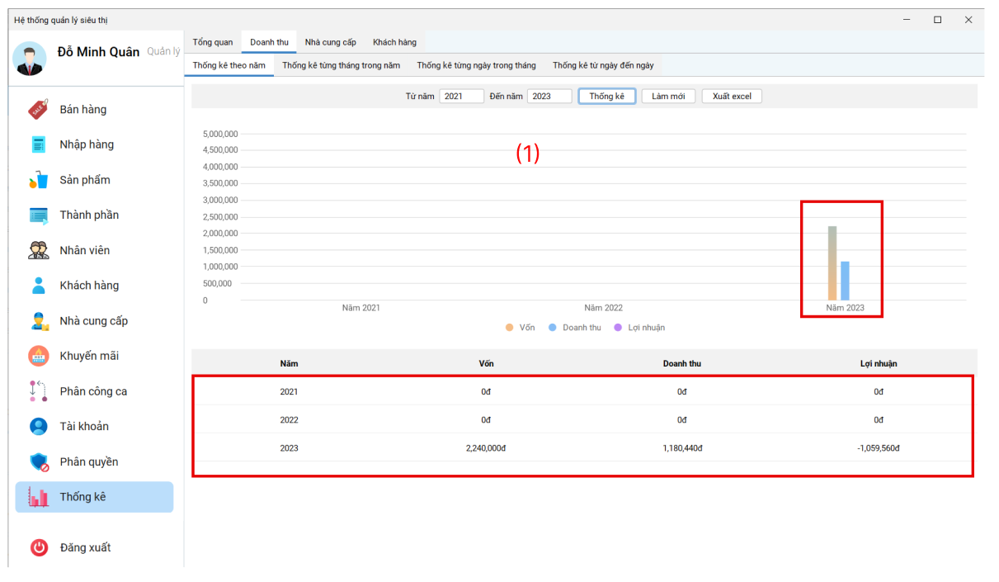 Hệ thống quản lý siêu thị
Đỗ Minh Quân Quản lý
Bán hàng
Nhập hàng
Sản phẩm
Thành phần
Nhân viên
Khách hàng
Nhà cung cấp
Khuyến mãi
Phân công ca
Tài khoản
Phân quyền
Thống kê
Đăng xuất
Tổng quan Doanh thu Nhà cung cấp Khách hàng
Thống kê theo năm Thống kê từng tháng trong năm Thống kê từng ngày trong tháng Thống kê từ ngày đến ngày
Từ năm 2021 Đến năm 2023 Thống kê Làm mới Xuất excel
(1)
5,000,000
4,500,000
4,000,000
3,500,000
3,000,000
2,500,000
2,000,000
1,500,000
1,000,000
500,000
0
Năm 2021 Năm 2022 Năm 2023
Vốn Doanh thu Lợi nhuận
Năm Vốn Doanh thu Lợi nhuận
2021 0đ 0đ 0đ
2022 0đ 0đ 0đ
2023 2,240,000đ 1,180,440đ -1,059,560đ